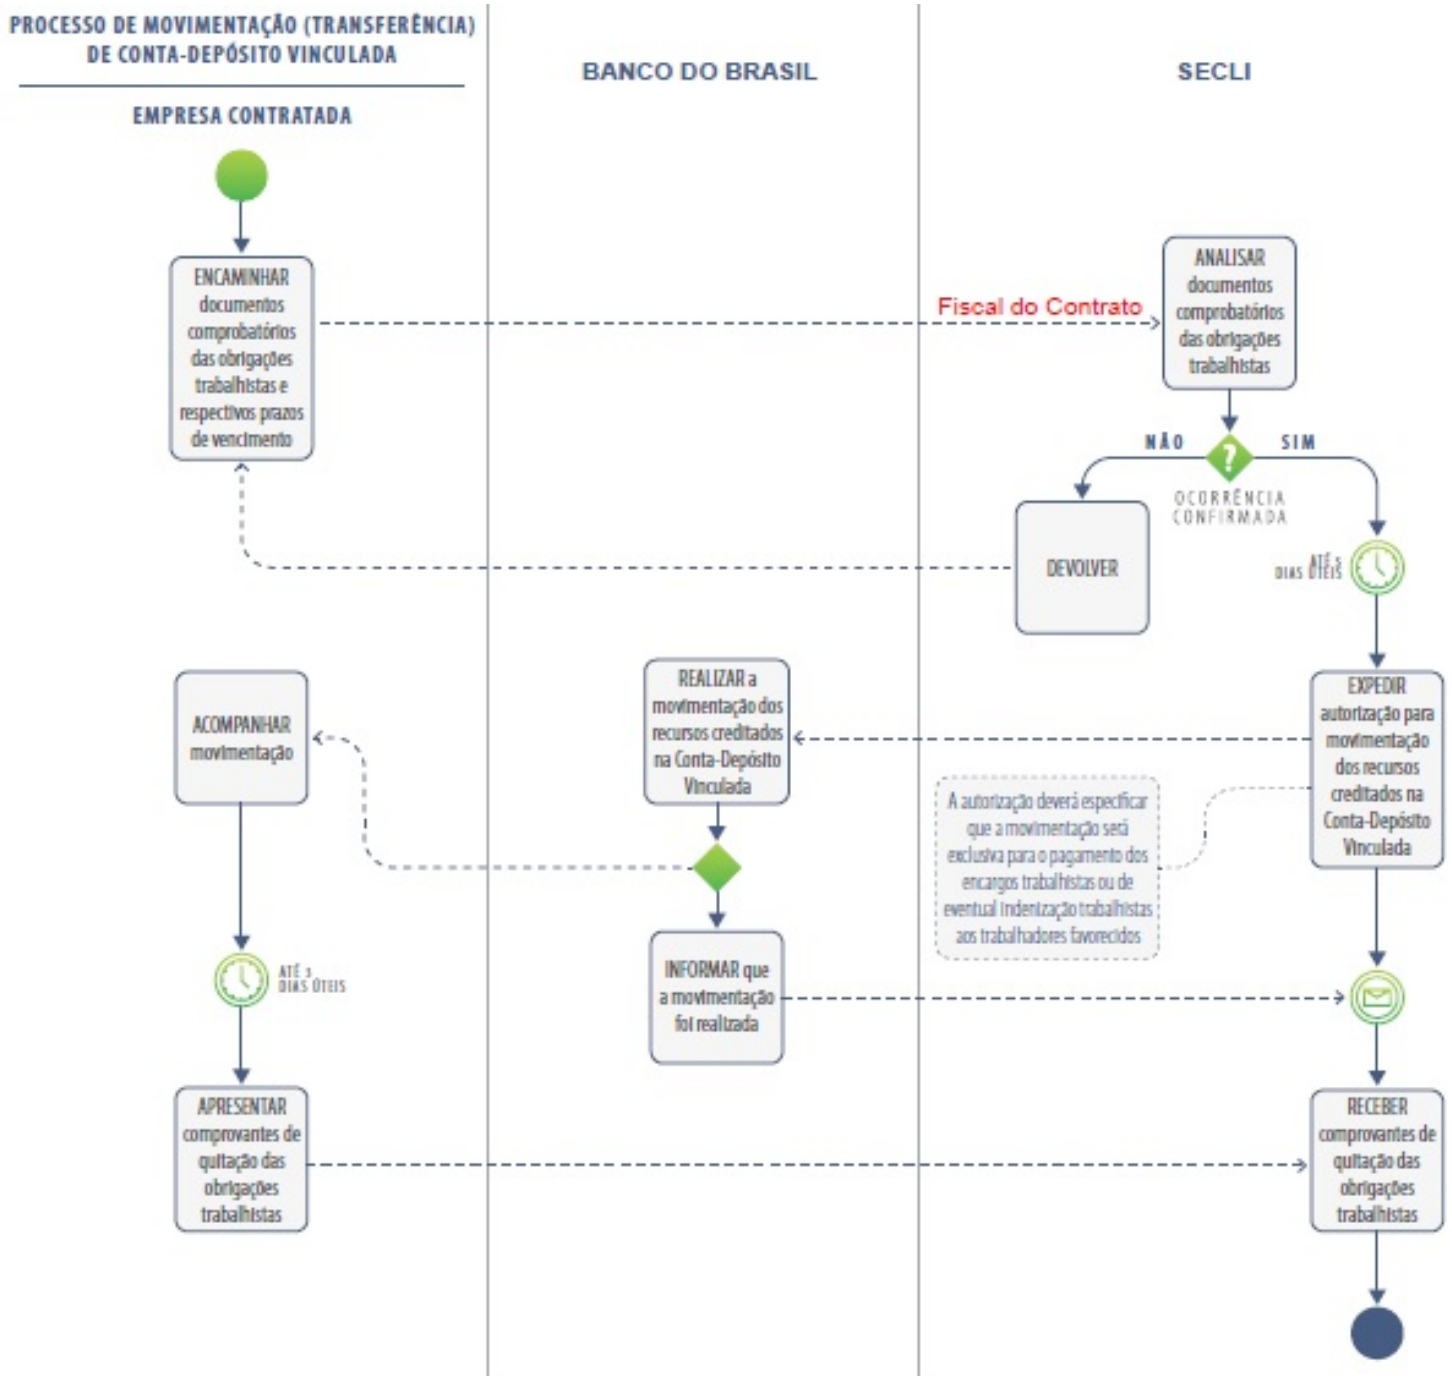 PROCESSO DE MOVIMENTAÇÃO (TRANSFERÊNCIA)
DE CONTA-DEPÓSITO VINCULADA
EMPRESA CONTRATADA
BANCO DO BRASIL
SECLI
ENCAMINHAR
documentos
comprobatórios
das obrigações
trabalhistas e
respectivos prazos
de vencimento
Fiscal do Contrato
ANALISAR
documentos
comprobatórios
das obrigações
trabalhistas
NÃO
?
SIM
OCORRÊNCIA
CONFIRMADA
DEVOLVER
ATÉ 5
DIAS ÚTEIS
EXPEDIR
autorização para
movimentação
dos recursos
creditados na
Conta-Depósito
Vinculada
REALIZAR a
movimentação dos
recursos creditados
na Conta-Depósito
Vinculada
ACOMPANHAR
movimentação
A autorização deverá especificar
que a movimentação será
exclusiva para o pagamento dos
encargos trabalhistas ou de
eventual indenização trabalhistas
aos trabalhadores favorecidos
INFORMAR que
a movimentação
foi realizada
ATÉ 3
DIAS ÚTEIS
APRESENTAR
comprovantes de
quitação das
obrigações
trabalhistas
RECEBER
comprovantes de
quitação das
obrigações
trabalhistas